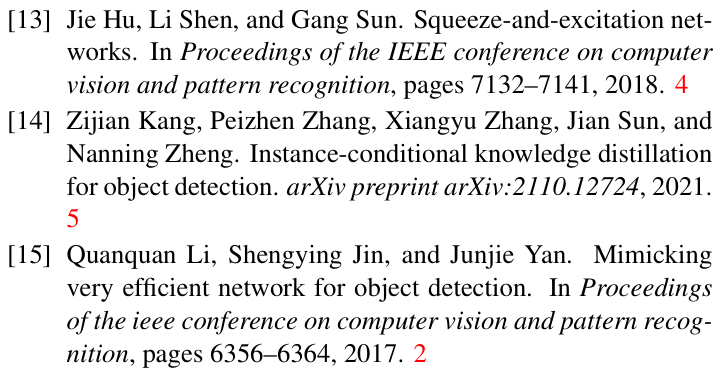 [13] Jie Hu, Li Shen, and Gang Sun. Squeeze-and-excitation net-
works. In Proceedings of the IEEE conference on computer
vision and pattern recognition, pages 7132–7141, 2018. 4
[14] Zijian Kang, Peizhen Zhang, Xiangyu Zhang, Jian Sun, and
Nanning Zheng. Instance-conditional knowledge distillation
for object detection. arXiv preprint arXiv:2110.12724, 2021.
5
[15] Quanquan Li, Shengying Jin, and Junjie Yan. Mimicking
very efficient network for object detection. In Proceedings
of the ieee conference on computer vision and pattern recog-
nition, pages 6356–6364, 2017. 2